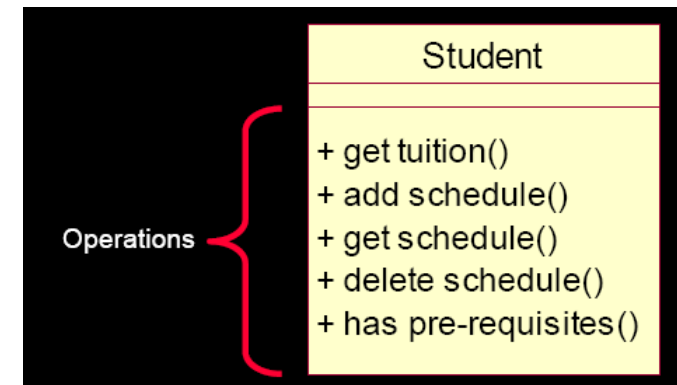 Student
+ get tuition()
+ add schedule()
+ get schedule()
Operations
+ delete schedule()
+ has pre-requisites()